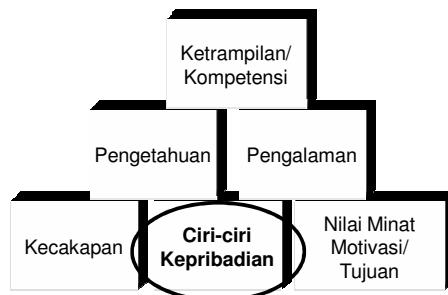 Ketrampilan/
Kompetensi
Pengetahuan
Pengalaman
Kecakapan
Ciri-ciri
Kepribadian
Nilai Minat
Motivasi/
Tujuan